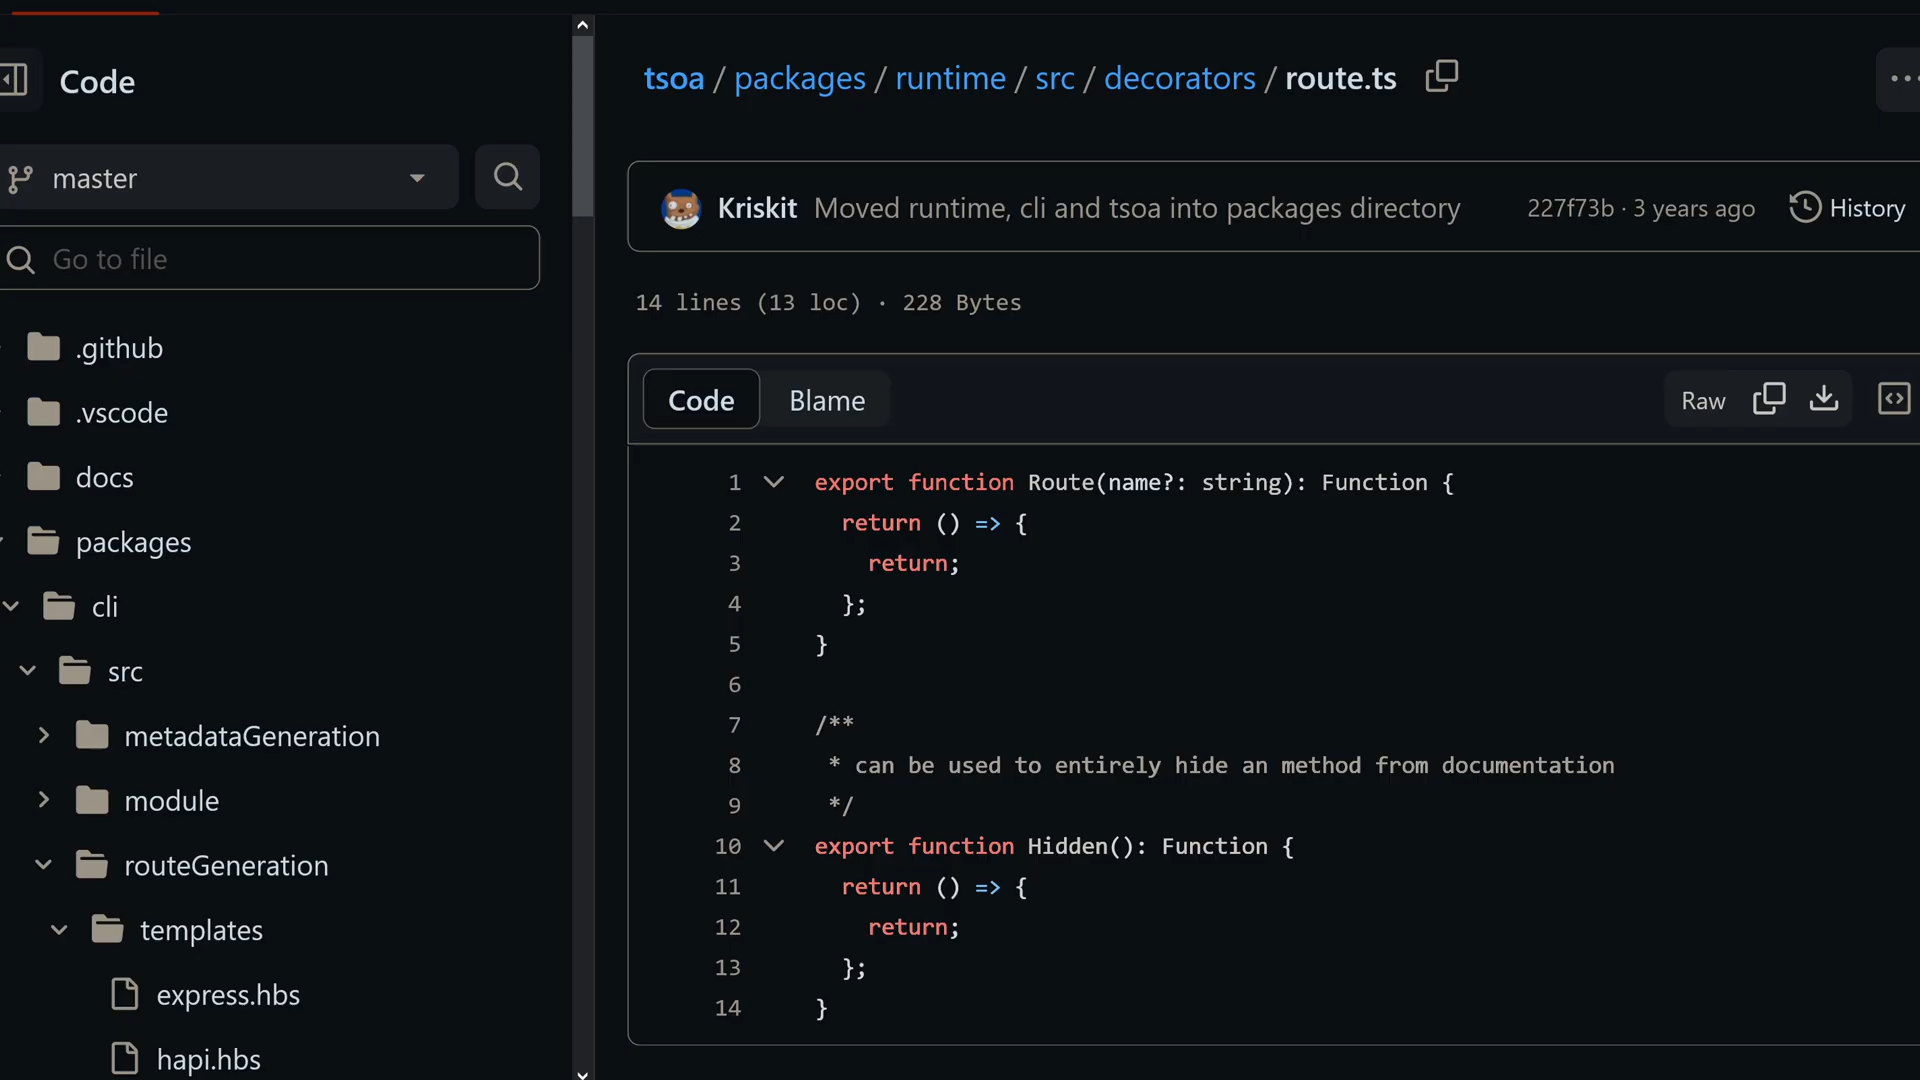 Code
master
Go to file
.github
.vscode
docs
packages
cli
src
metadataGeneration
module
routeGeneration
templates
express.hbs
hapi.hbs
tsoa / packages / runtime / src / decorators / route.ts
Kriskit Moved runtime, cli and tsoa into packages directory 227f73b · 3 years ago History
14 lines (13 loc) · 228 Bytes
Code Blame Raw
1 export function Route(name?: string): Function {
2 return () => {
3 return;
4 };
5 }
6
7 /**
8 * can be used to entirely hide an method from documentation
9 */
10 export function Hidden(): Function {
11 return () => {
12 return;
13 };
14 }